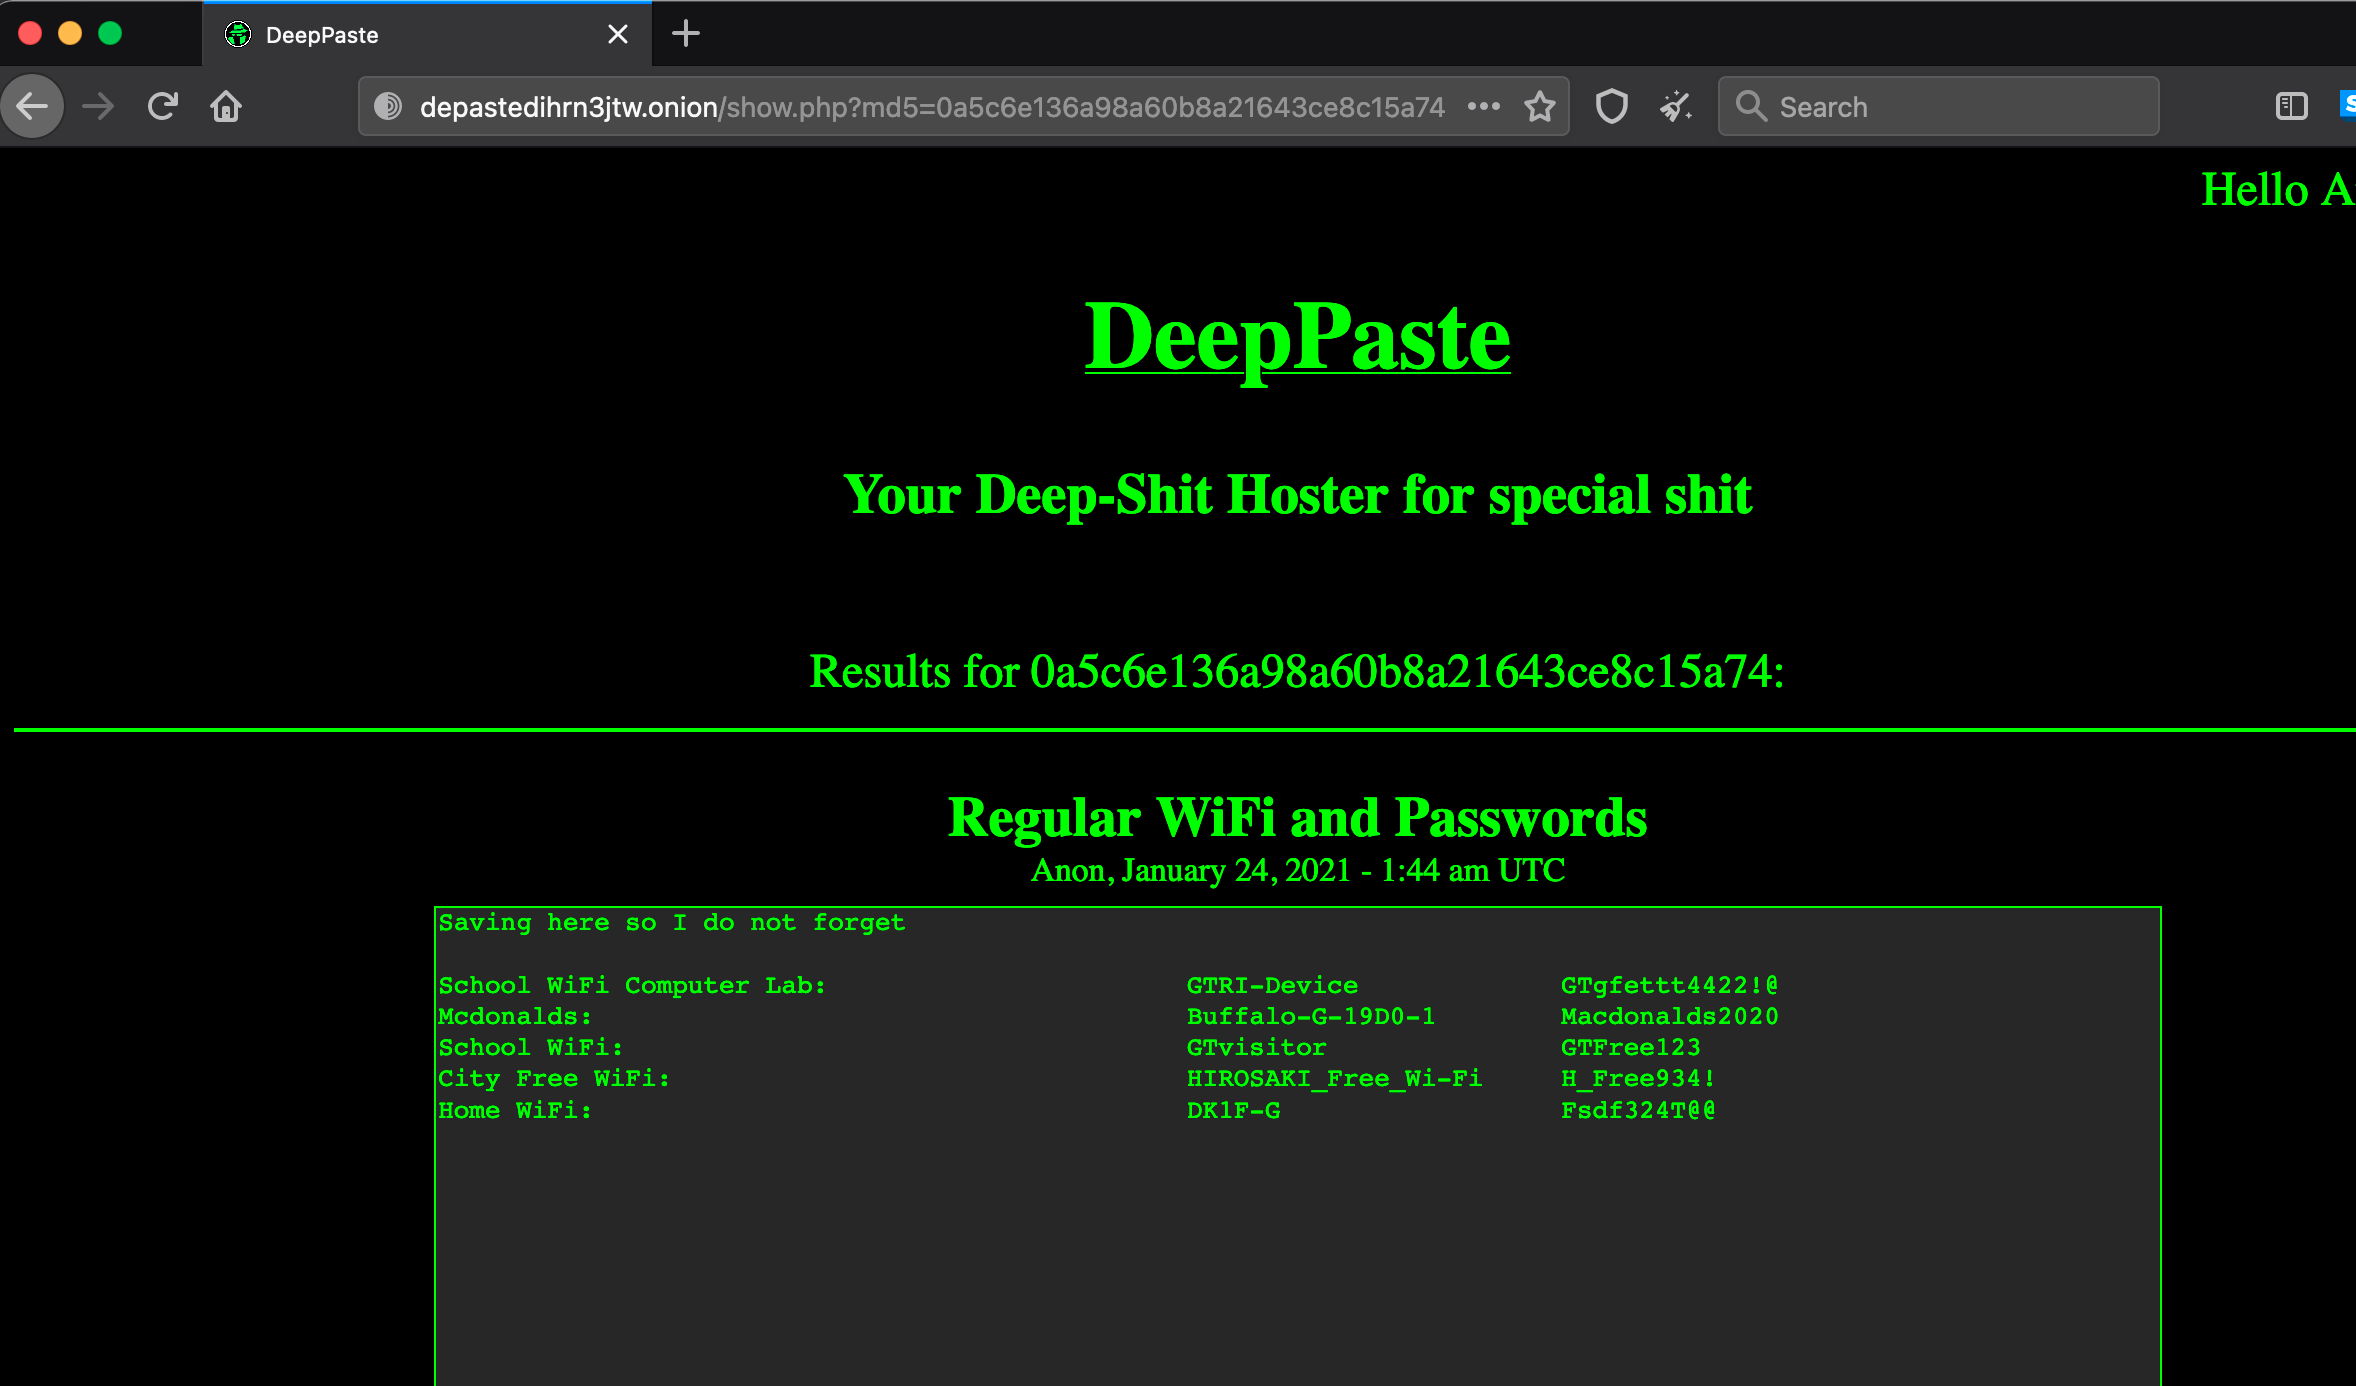 DeepPaste
depastedihrn3jtw.onion/show.php?md5=0a5c6e136a98a60b8a21643ce8c15a74
Search
Hello
DeepPaste
Your Deep-Shit Hoster for special shit
Results for 0a5c6e136a98a60b8a21643ce8c15a74:
Regular WiFi and Passwords
Anon, January 24, 2021 - 1:44 am UTC
Saving here so I do not forget
School WiFi Computer Lab: GTRI-Device GTgfettt4422!@
Mcdonalds: Buffalo-G-19D0-1 Macdonalds2020
School WiFi: GTvisitor GTFree123
City Free WiFi: HIROSAKI_Free_Wi-Fi H_Free934!
Home WiFi: DK1F-G Fsdf324T@@